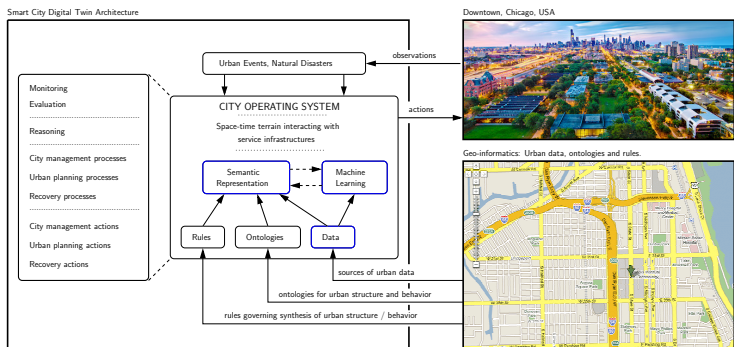 Smart City Digital Twin Architecture
Downtown, Chicago, USA
Urban Events, Natural Disasters
observations
actions
Monitoring
Evaluation
Reasoning
City management processes
Urban planning processes
Recovery processes
City management actions
Urban planning actions
Recovery actions
CITY OPERATING SYSTEM
Space-time terrain interacting with
service infrastructures
Semantic
Representation
Machine
Learning
Rules
Ontologies
Data
sources of urban data
ontologies for urban structure and behavior
rules governing synthesis of urban structure / behavior
Geo-informatics: Urban data, ontologies and rules.